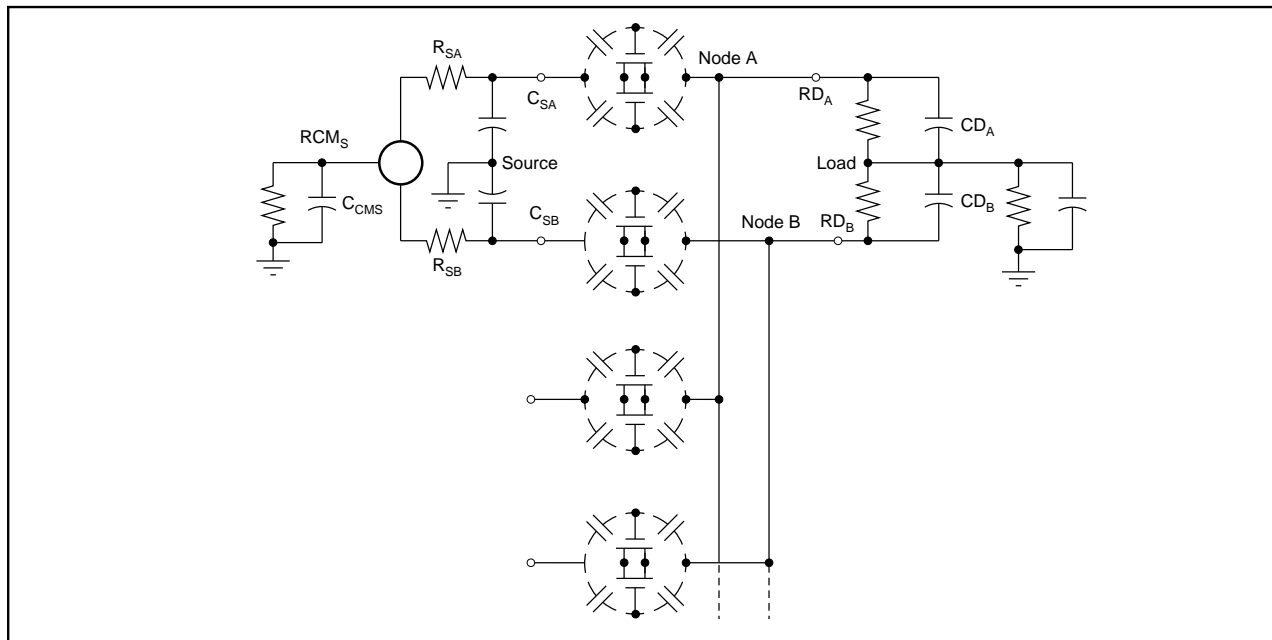 R_SA
Node A
C_SA
RD_A
CD_A
RCM_S
Source
Load
C_CMS
C_SB
Node B
RD_B
CD_B
R_SB